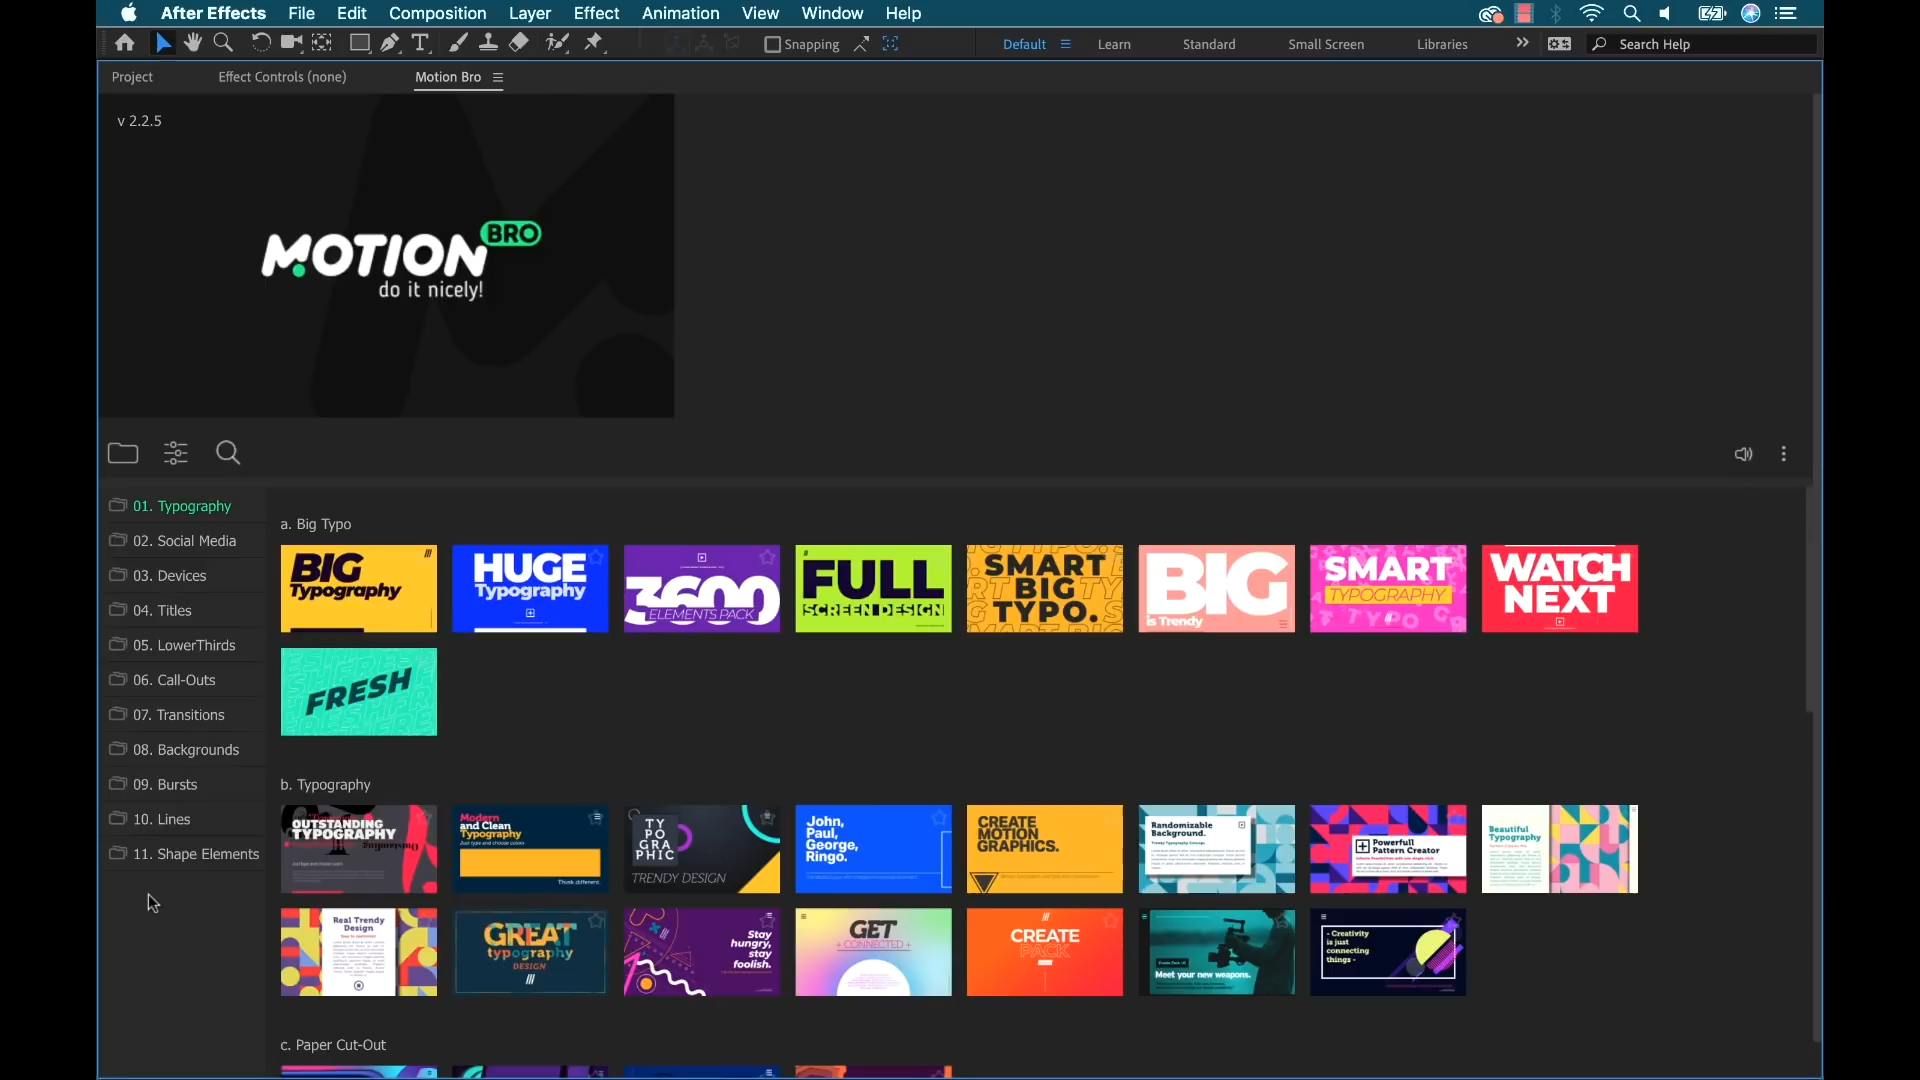 After Effects File Edit Composition Layer Effect Animation View Window Help
Snapping Default Learn Standard Small Screen Libraries Search Help
Project Effect Controls (none) Motion Bro
v 2.2.5
MOTION BRO
do it nicely!
01. Typography
02. Social Media
03. Devices
04. Titles
05. LowerThirds
06. Call-Outs
07. Transitions
08. Backgrounds
09. Bursts
10. Lines
11. Shape Elements
a. Big Typo
BIG
Typography
HUGE
Typography
3600
ELEMENTS PACK
FULL
SCREEN DESIGN
SMART
BIG
TYPO.
BIG
is Trendy
SMART
TYPOGRAPHY
WATCH
NEXT
FRESH
b. Typography
OUTSTANDING
TYPOGRAPHY
Modern
and Clean
Typography
Just type and choose colors
Think different.
TY
PO
GRA
PHIC
TRENDY DESIGN
John,
Paul,
George,
Ringo.
CREATE
MOTION
GRAPHICS.
Randomizable
Background.
Powerfull
Pattern Creator
Beautiful
Typography
Real Trendy
Design
GREAT
typography
DESIGN
Stay
hungry,
stay
foolish.
GET
+ CONNECTED +
CREATE
PACK
Meet your new weapons.
- Creativity
is just
connecting
things -
c. Paper Cut-Out